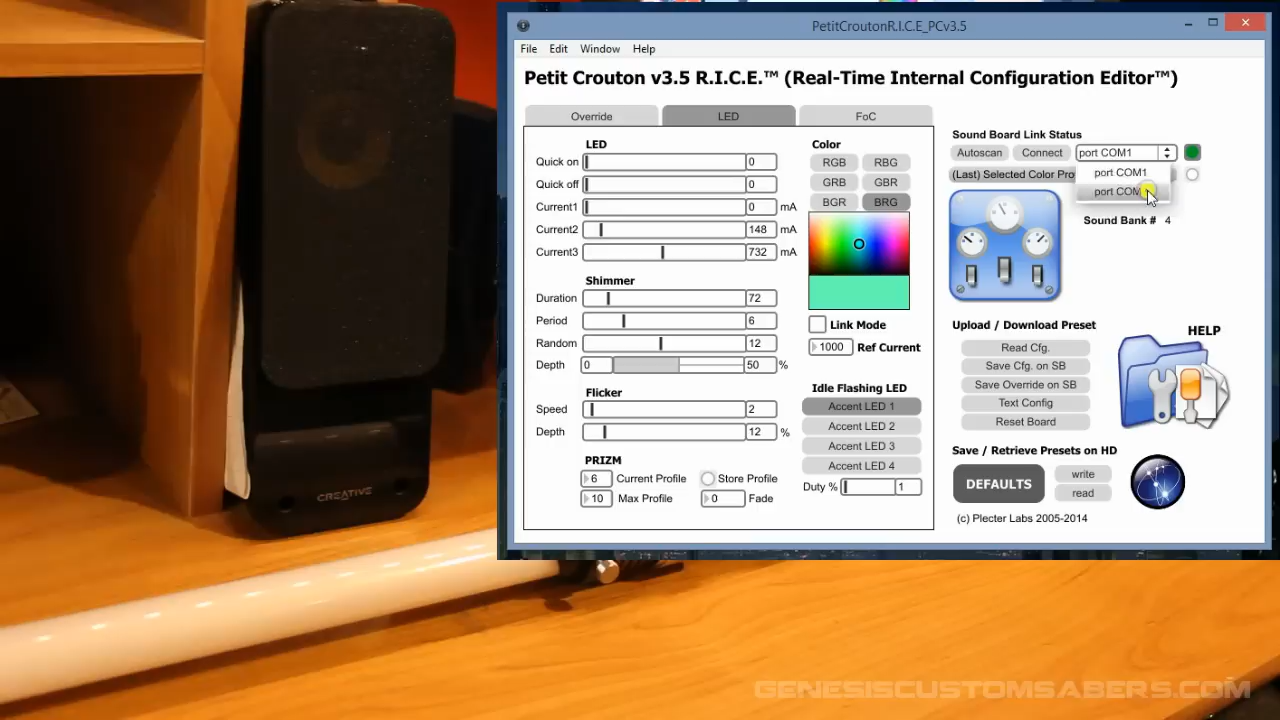 PetitCroutonR.I.C.E_PCv3.5
File Edit Window Help
Petit Crouton v3.5 R.I.C.E.™ (Real-Time Internal Configuration Editor™)
Override LED FoC
LED
Quick on 0
Quick off 0
Current1 0 mA
Current2 148 mA
Current3 732 mA
Shimmer
Duration 72
Period 6
Random 12
Depth 0 50 %
Flicker
Speed 2
Depth 12 %
PRIZM
6 Current Profile Store Profile
10 Max Profile 0 Fade
Color
RGB RBG
GRB GBR
BGR BRG
Link Mode
1000 Ref Current
Idle Flashing LED
Accent LED 1
Accent LED 2
Accent LED 3
Accent LED 4
Duty % 1
Sound Board Link Status
Autoscan Connect port COM1
(Last) Selected Color Pro
port COM1
port COM
Sound Bank # 4
Upload / Download Preset
Read Cfg.
Save Cfg. on SB
Save Override on SB
Text Config
Reset Board
HELP
Save / Retrieve Presets on HD
DEFAULTS
write
read
(c) Plecter Labs 2005-2014
CREATIVE
GENESISCUSTOMSABERS.COM